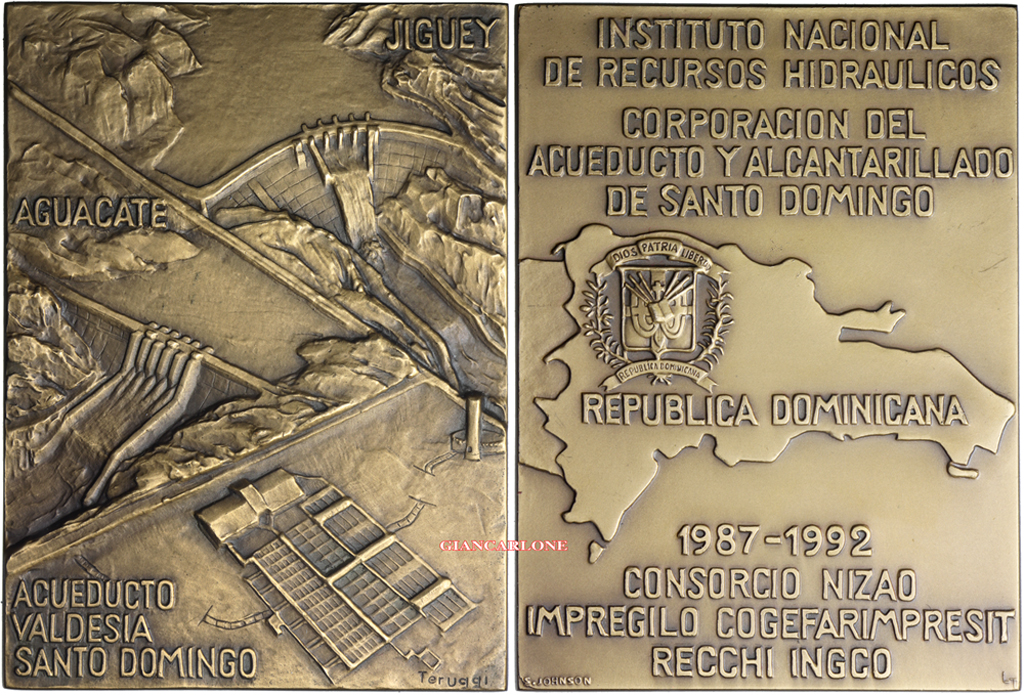 JIGUEY
AGUACATE
GIANCARLONE
ACUEDUCTO
VALDESIA
SANTO DOMINGO
Teruggi
INSTITUTO NACIONAL
DE RECURSOS HIDRAULICOS
CORPORACION DEL
ACUEDUCTO Y ALCANTARILLADO
DE SANTO DOMINGO
DIOS PATRIA LIBER
REPUBLICA DOMINICANA
REPUBLICA DOMINICANA
1987-1992
CONSORCIO NIZAO
IMPREGILO COGEFARIMPRESIT
RECCHI INGCO
S. JOHNSON